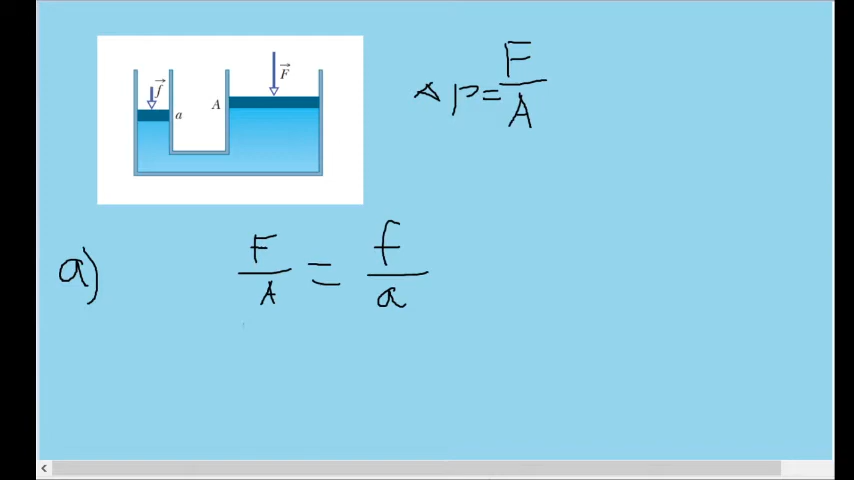 f
F
A
a
Δp = F/A
a) F/A = f/a